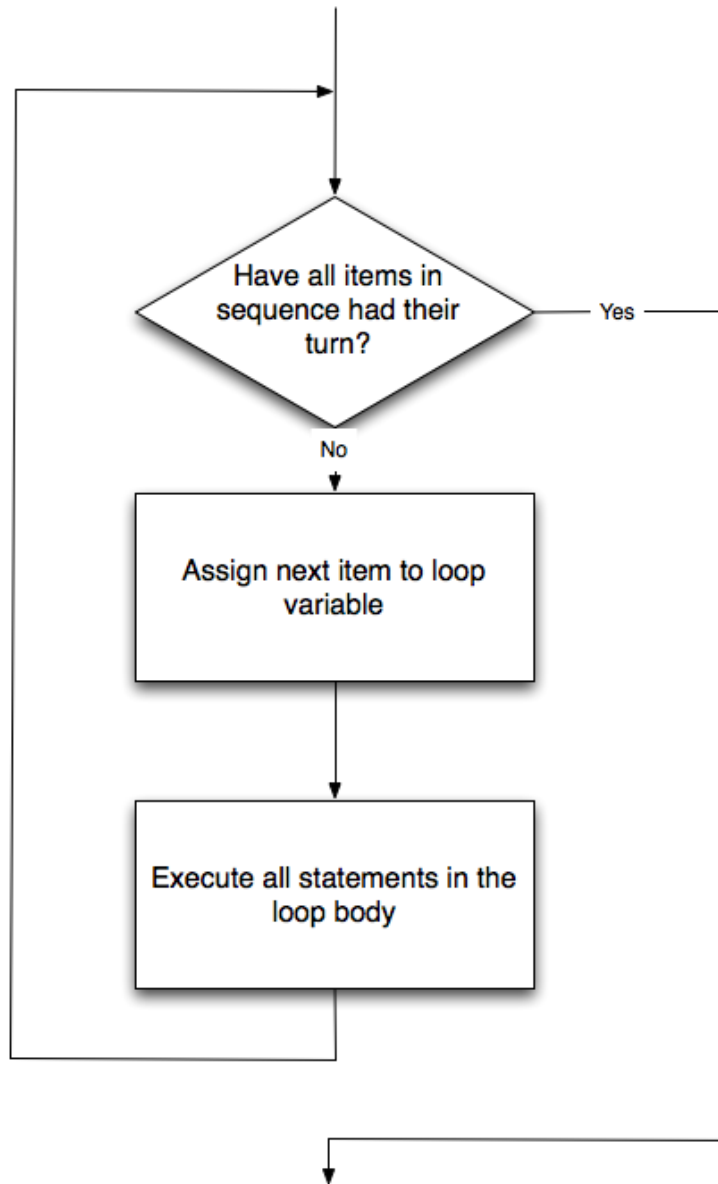 Have all items in
sequence had their
turn?
Yes
No
Assign next item to loop
variable
Execute all statements in the
loop body